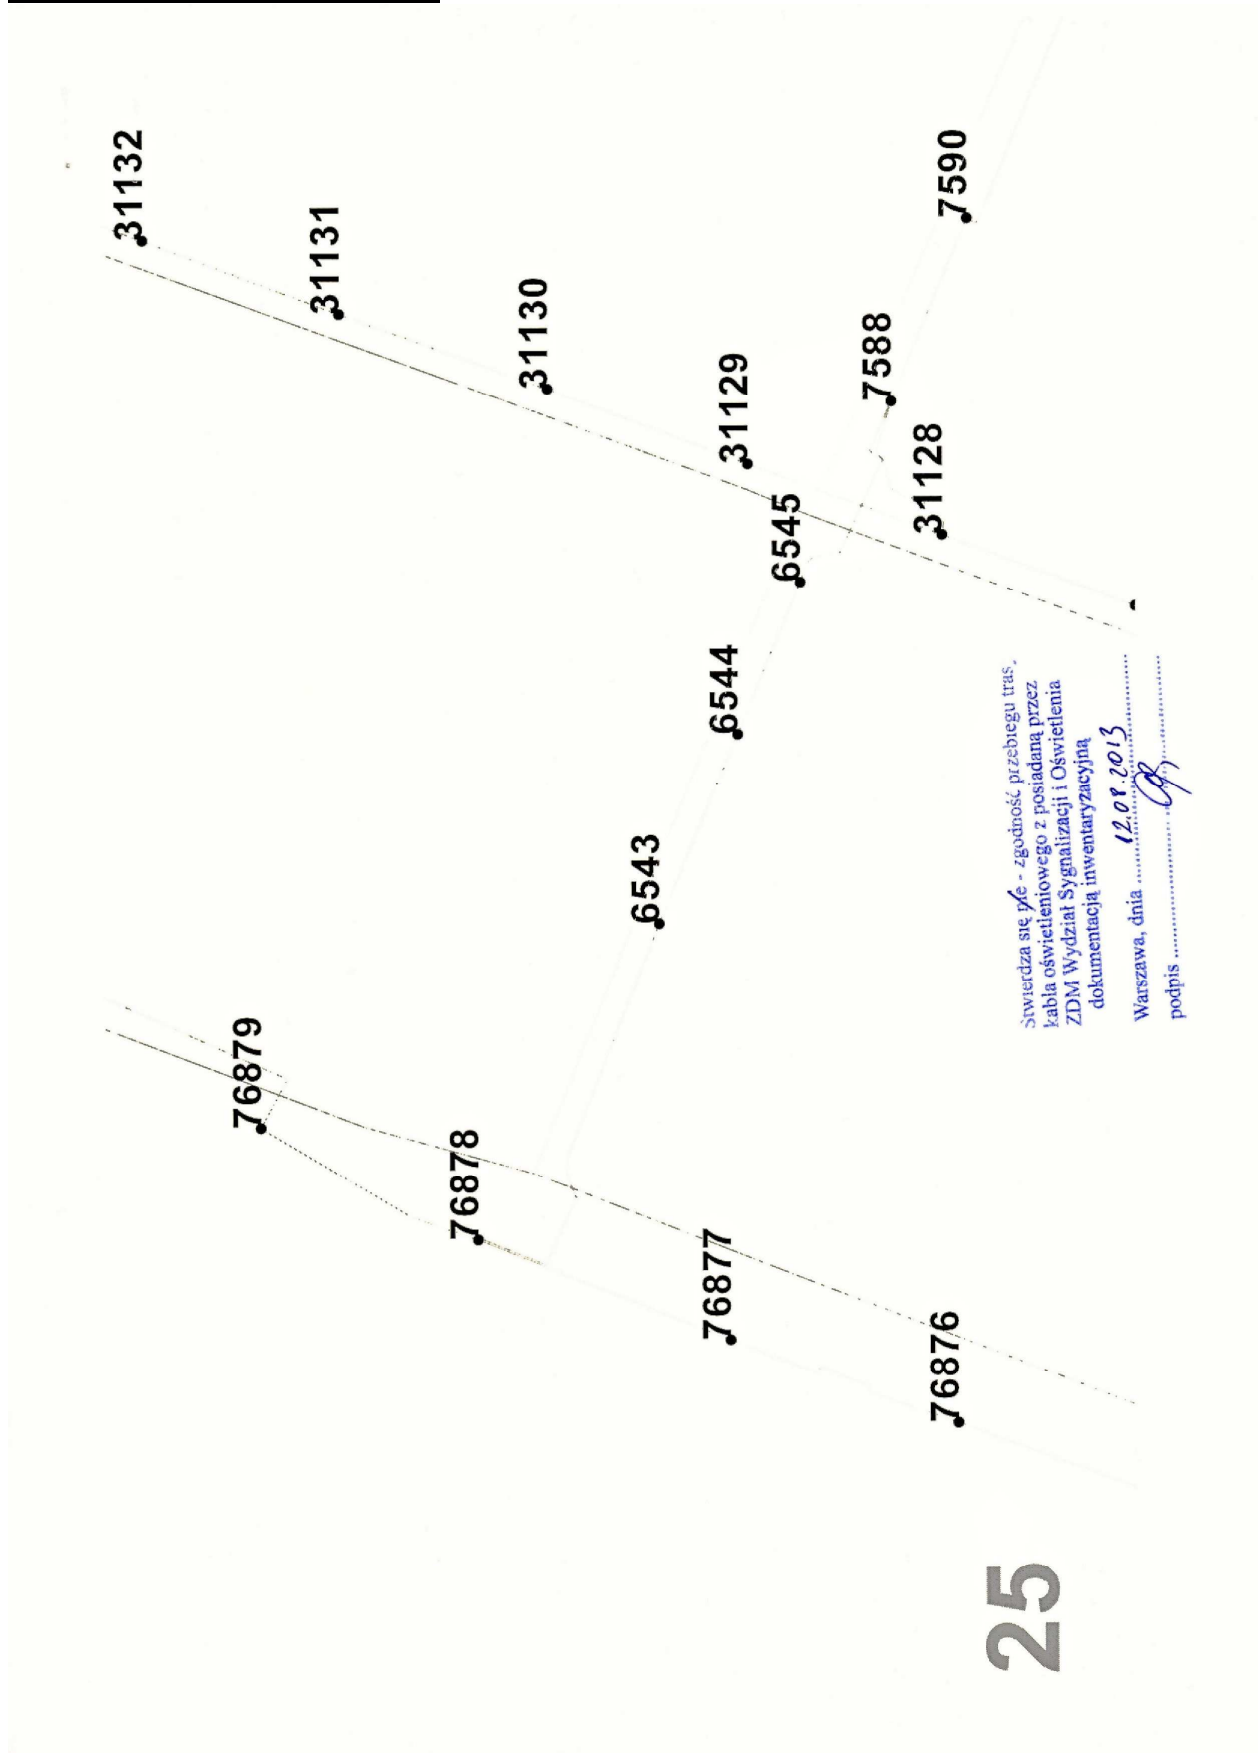 31132
31131
31130
31129
31128
7590
7588
6545
6544
6543
76879
76878
76877
76876
Stwierdza się nie - zgodność przebiegu tras
kabla oświetleniowego z posiadaną przez
ZDM Wydział Sygnalizacji i Oświetlenia
dokumentacją inwentaryzacyjną
Warszawa, dnia 12.08.2013
podpis
25